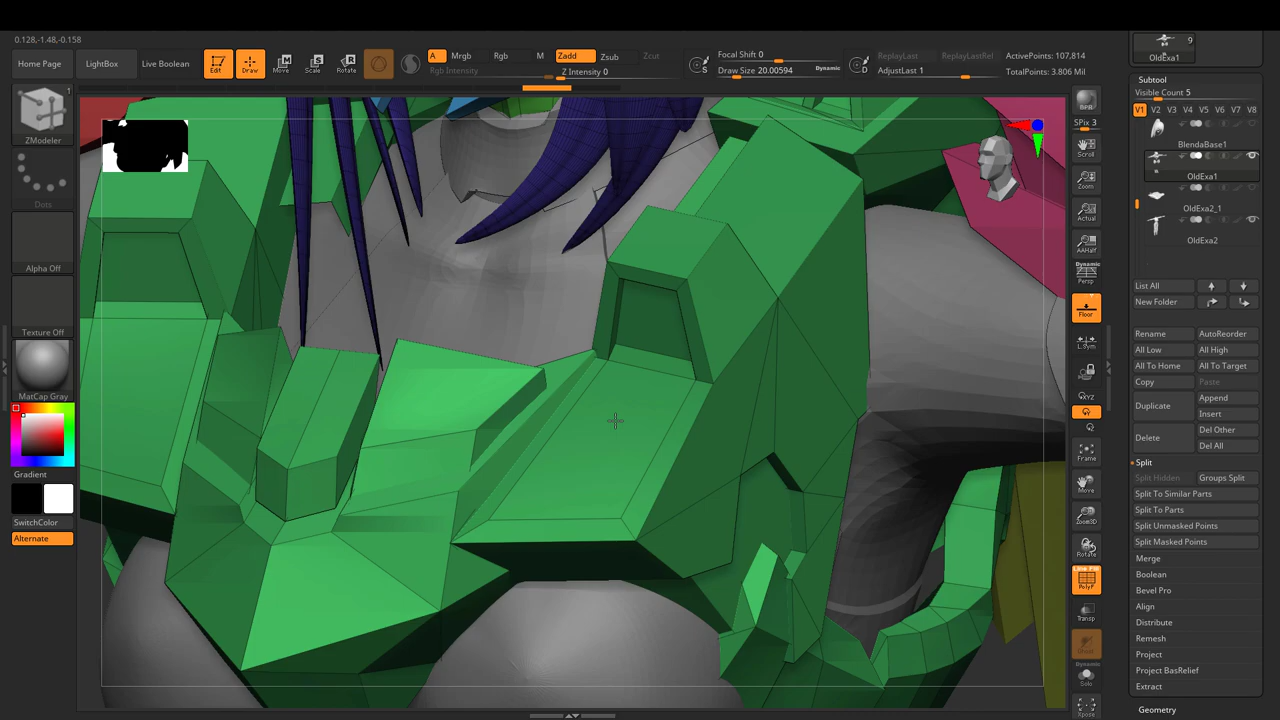 0.128,-1.48,-0.158
Home Page
LightBox
Live Boolean
Edit
Draw
Move
Scale
Rotate
A
Mrgb
Rgb
M
Zadd
Zsub
Zcut
Rgb Intensity
Z Intensity 0
S
Focal Shift 0
Draw Size 20.00594
Dynamic
D
ReplayLast
ReplayLastRel
AdjustLast 1
ActivePoints: 107,814
TotalPoints: 3.806 Mil
1
ZModeler
Dots
Alpha Off
Texture Off
MatCap Gray
Gradient
SwitchColor
Alternate
BPR
SPix 3
Scroll
Zoom
Actual
AAHalf
Dynamic
Persp
Floor
L.Sym
Frame
Move
Zoom3D
Rotate
Line Fill
PolyF
Transp
Ghost
Dynamic
Solo
Xpose
9
OldExa1
Subtool
Visible Count 5
V1 V2 V3 V4 V5 V6 V7 V8
BlendaBase1
OldExa1
OldExa2_1
OldExa2
List All
New Folder
Rename
AutoReorder
All Low
All High
All To Home
All To Target
Copy
Paste
Duplicate
Append
Insert
Delete
Del Other
Del All
Split
Split Hidden
Groups Split
Split To Similar Parts
Split To Parts
Split Unmasked Points
Split Masked Points
Merge
Boolean
Bevel Pro
Align
Distribute
Remesh
Project
Project BasRelief
Extract
Geometry